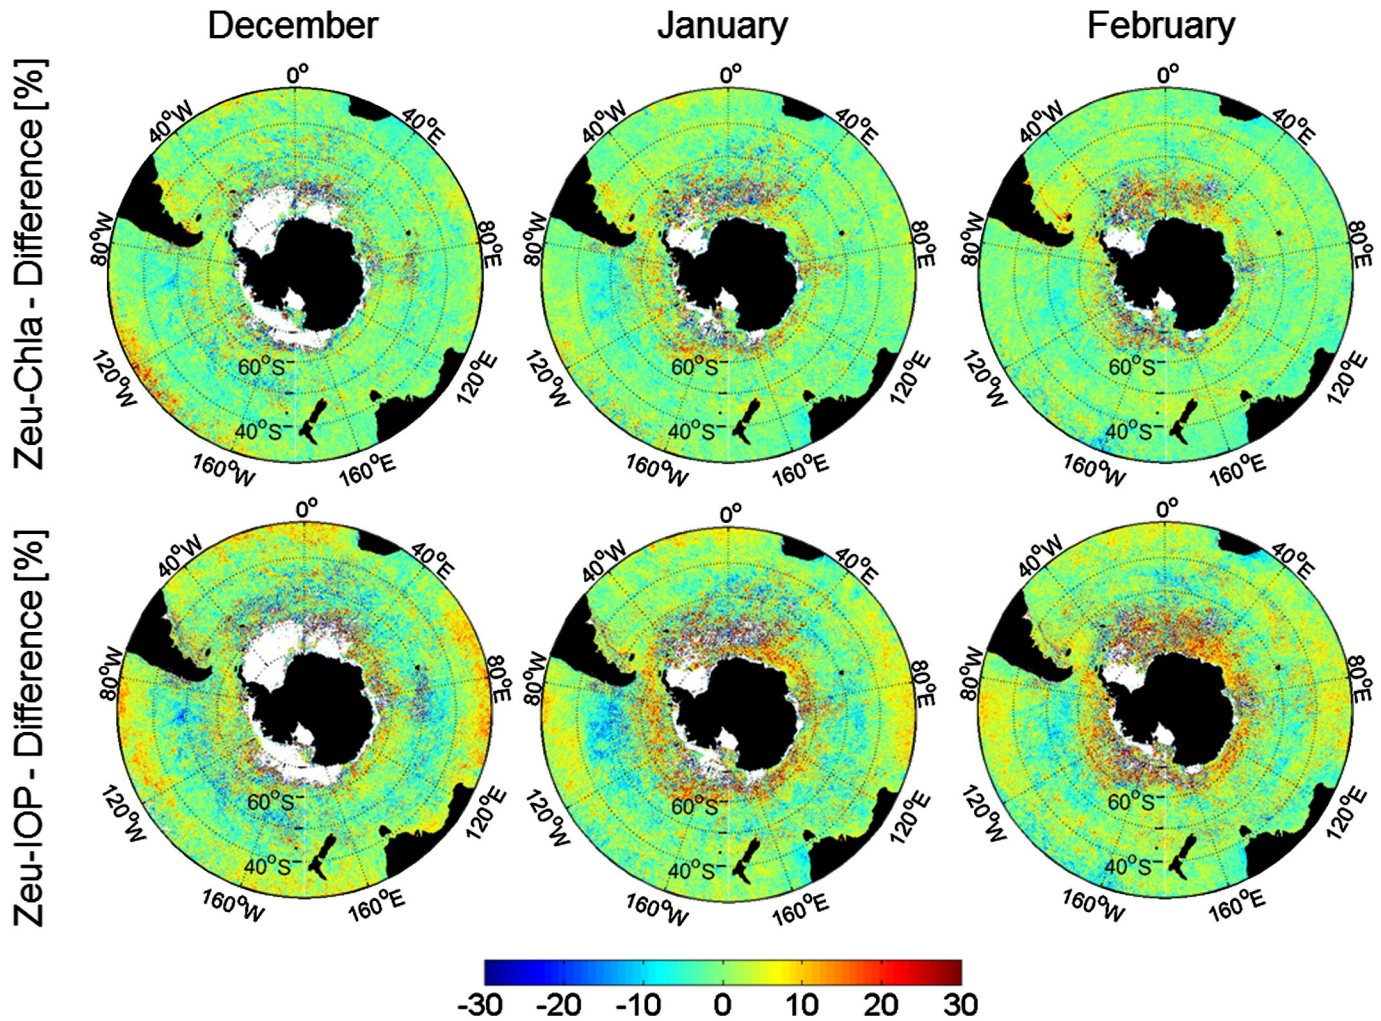 December January February
Zeu-Chla - Difference [%]
0° 0° 0°
40°W 40°E 40°W 40°E 40°W 40°E
80°W 80°E 80°W 80°E 80°W 80°E
60°S 60°S 60°S
120°W 120°E 120°W 120°E 120°W 120°E
40°S 40°S 40°S
160°W 160°E 160°W 160°E 160°W 160°E
Zeu-IOP - Difference [%]
0° 0° 0°
40°W 40°E 40°W 40°E 40°W 40°E
80°W 80°E 80°W 80°E 80°W 80°E
60°S 60°S 60°S
120°W 120°E 120°W 120°E 120°W 120°E
40°S 40°S 40°S
160°W 160°E 160°W 160°E 160°W 160°E
-30 -20 -10 0 10 20 30